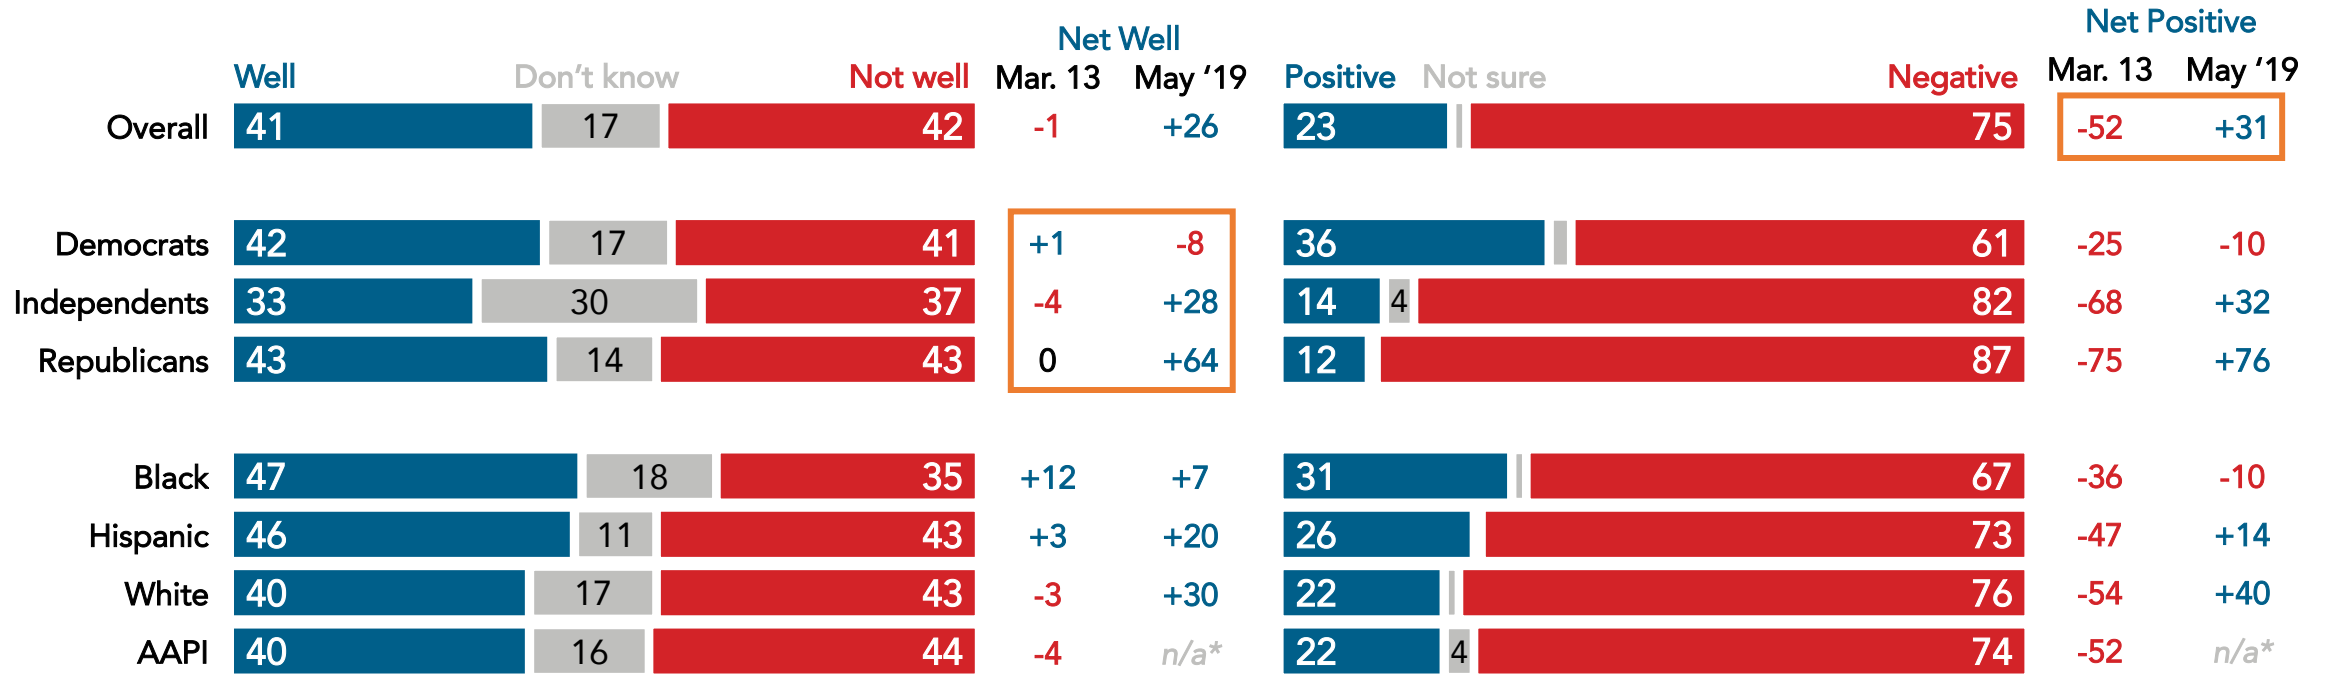 Net Well Net Positive
Well Don’t know Not well Mar. 13 May ‘19 Positive Not sure Negative Mar. 13 May ‘19
Overall 41 17 42 -1 +26 23 75 -52 +31
Democrats 42 17 41 +1 -8 36 61 -25 -10
Independents 33 30 37 -4 +28 14 4 82 -68 +32
Republicans 43 14 43 0 +64 12 87 -75 +76
Black 47 18 35 +12 +7 31 67 -36 -10
Hispanic 46 11 43 +3 +20 26 73 -47 +14
White 40 17 43 -3 +30 22 76 -54 +40
AAPI 40 16 44 -4 n/a* 22 4 74 -52 n/a*